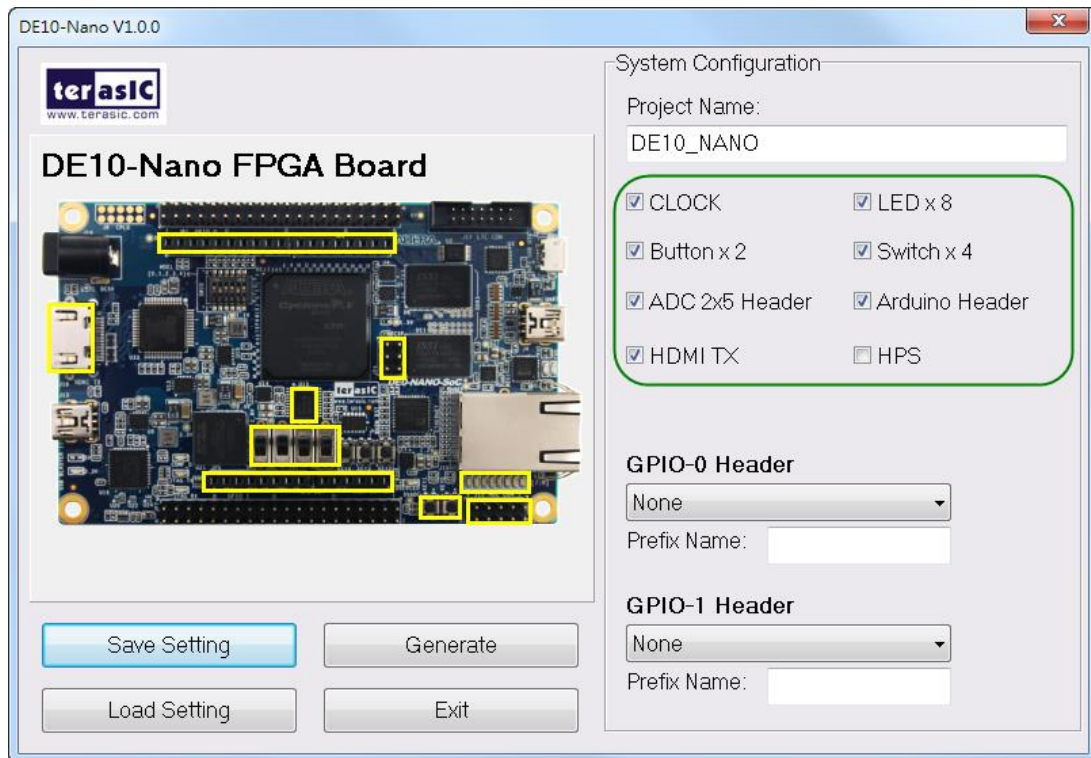 DE10-Nano V1.0.0
terasIC
www.terasic.com
DE10-Nano FPGA Board
System Configuration
Project Name:
DE10_NANO
CLOCK
LED x 8
Button x 2
Switch x 4
ADC 2x5 Header
Arduino Header
HDMI TX
HPS
GPIO-0 Header
None
Prefix Name:
GPIO-1 Header
None
Prefix Name:
Save Setting
Generate
Load Setting
Exit